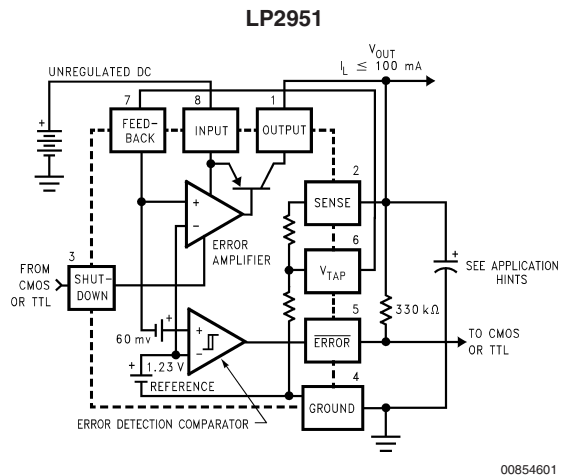 LP2951
V_OUT
I_L ≤ 100 mA
UNREGULATED DC
7
8
1
FEED-
BACK
INPUT
OUTPUT
+
2
SENSE
+
−
ERROR
AMPLIFIER
6
V_TAP
3
FROM
CMOS
OR TTL
SHUT-
DOWN
+
SEE APPLICATION
HINTS
330 kΩ
5
ERROR
TO CMOS
OR TTL
60 mv
+
+
−
+
1.23 V
REFERENCE
4
GROUND
ERROR DETECTION COMPARATOR
00854601